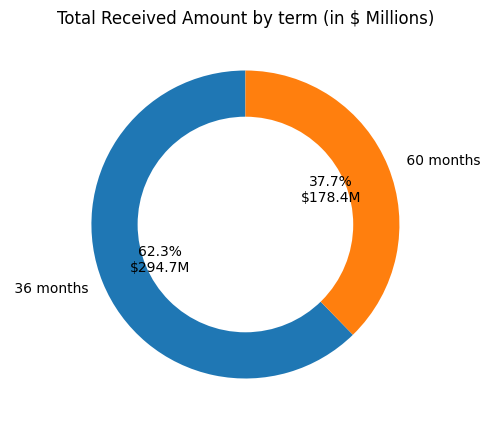 Total Received Amount by term (in $ Millions)
60 months
37.7%
$178.4M
62.3%
$294.7M
36 months